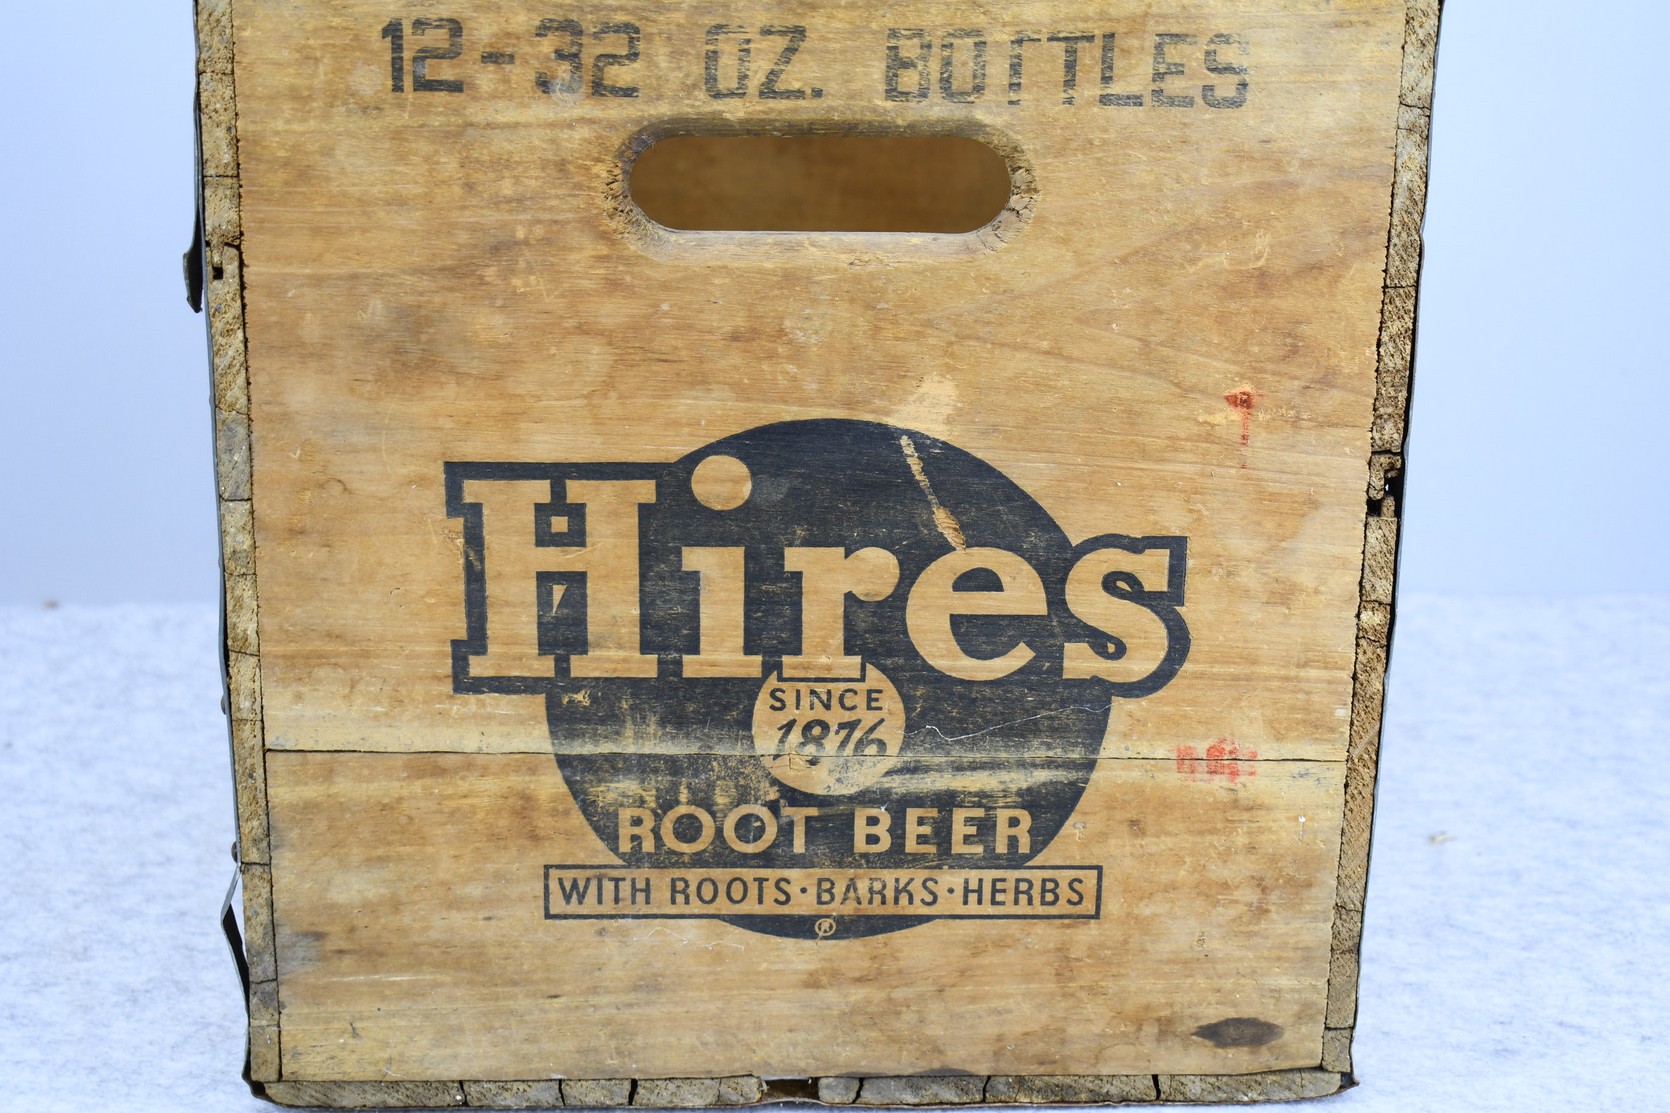 12-32 OZ. BOTTLES
Hires
SINCE
1876
ROOT BEER
WITH ROOTS·BARKS·HERBS
®